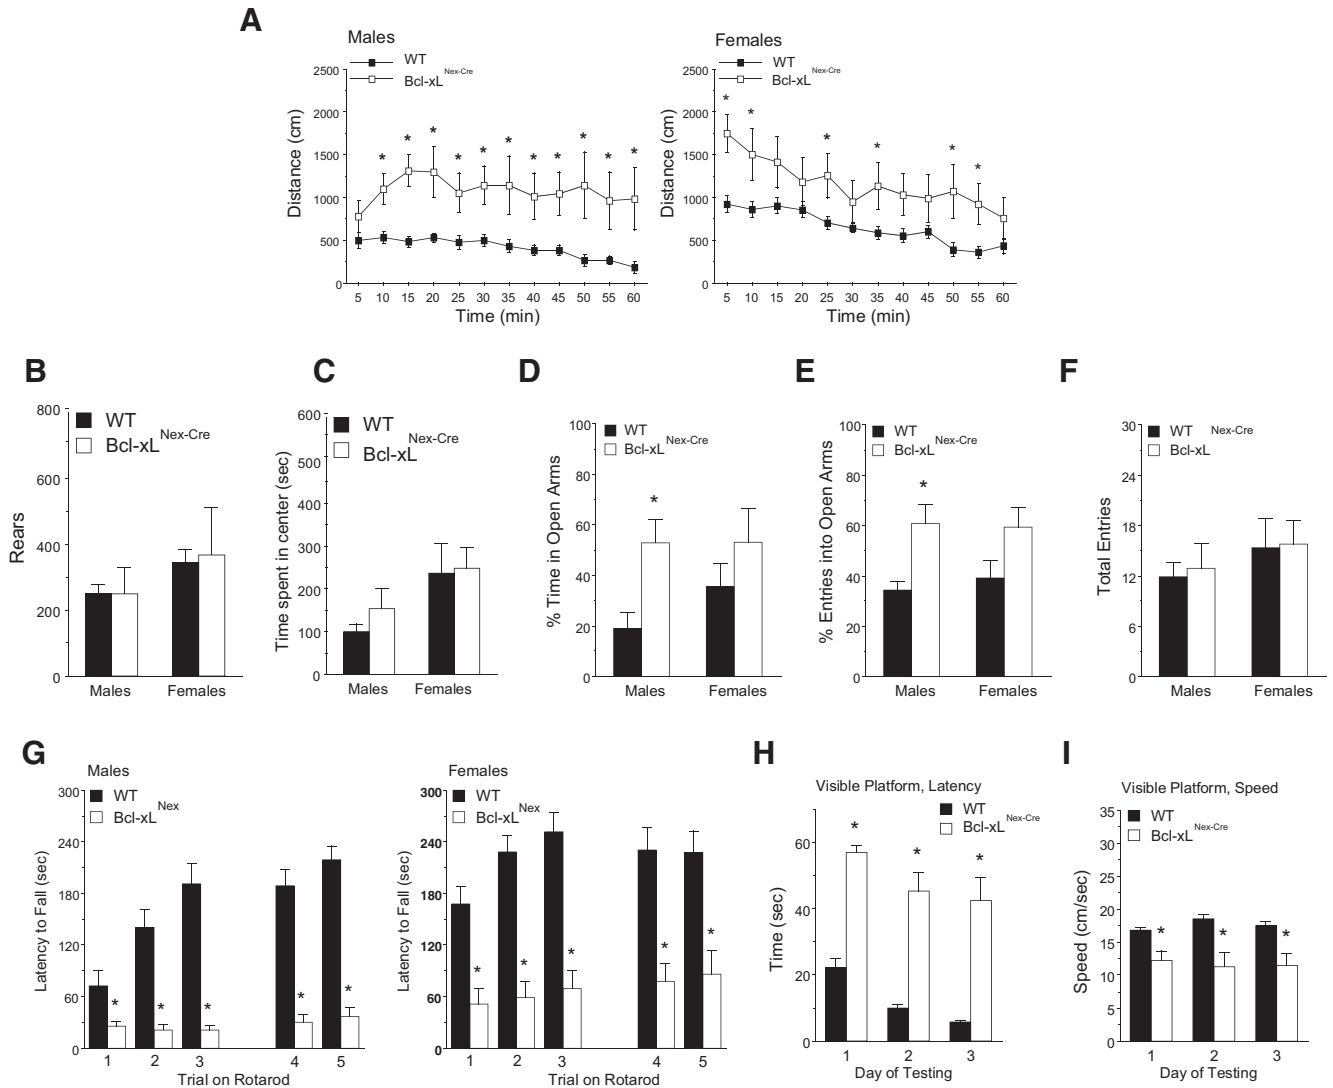 A
Males
WT
Bcl-xL Nex-Cre
2500
2000
1500
1000
500
0
Distance (cm)
* * * * * * * * * * *
5 10 15 20 25 30 35 40 45 50 55 60
Time (min)
Females
WT
Bcl-xL Nex-Cre
2500
2000
1500
1000
500
0
Distance (cm)
* * * * * *
5 10 15 20 25 30 35 40 45 50 55 60
Time (min)
B
WT
Bcl-xL Nex-Cre
800
600
400
200
0
Rears
Males Females
C
WT
Bcl-xL Nex-Cre
600
500
400
300
200
100
0
Time spent in center (sec)
Males Females
D
WT
Bcl-xL Nex-Cre
100
80
60
40
20
0
% Time in Open Arms
*
Males Females
E
WT
Bcl-xL Nex-Cre
100
80
60
40
20
0
% Entries into Open Arms
*
Males Females
F
WT Nex-Cre
Bcl-xL
30
24
18
12
6
0
Total Entries
Males Females
G
Males
WT
Bcl-xL Nex
300
240
180
120
60
0
Latency to Fall (sec)
* * * * *
1 2 3 4 5
Trial on Rotarod
Females
WT
Bcl-xL Nex
300
240
180
120
60
0
Latency to Fall (sec)
* * * * *
1 2 3 4 5
Trial on Rotarod
H
Visible Platform, Latency
WT
Bcl-xL Nex-Cre
60
40
20
0
Time (sec)
* * *
1 2 3
Day of Testing
I
Visible Platform, Speed
WT
Bcl-xL Nex-Cre
35
30
25
20
15
10
5
0
Speed (cm/sec)
* * *
1 2 3
Day of Testing